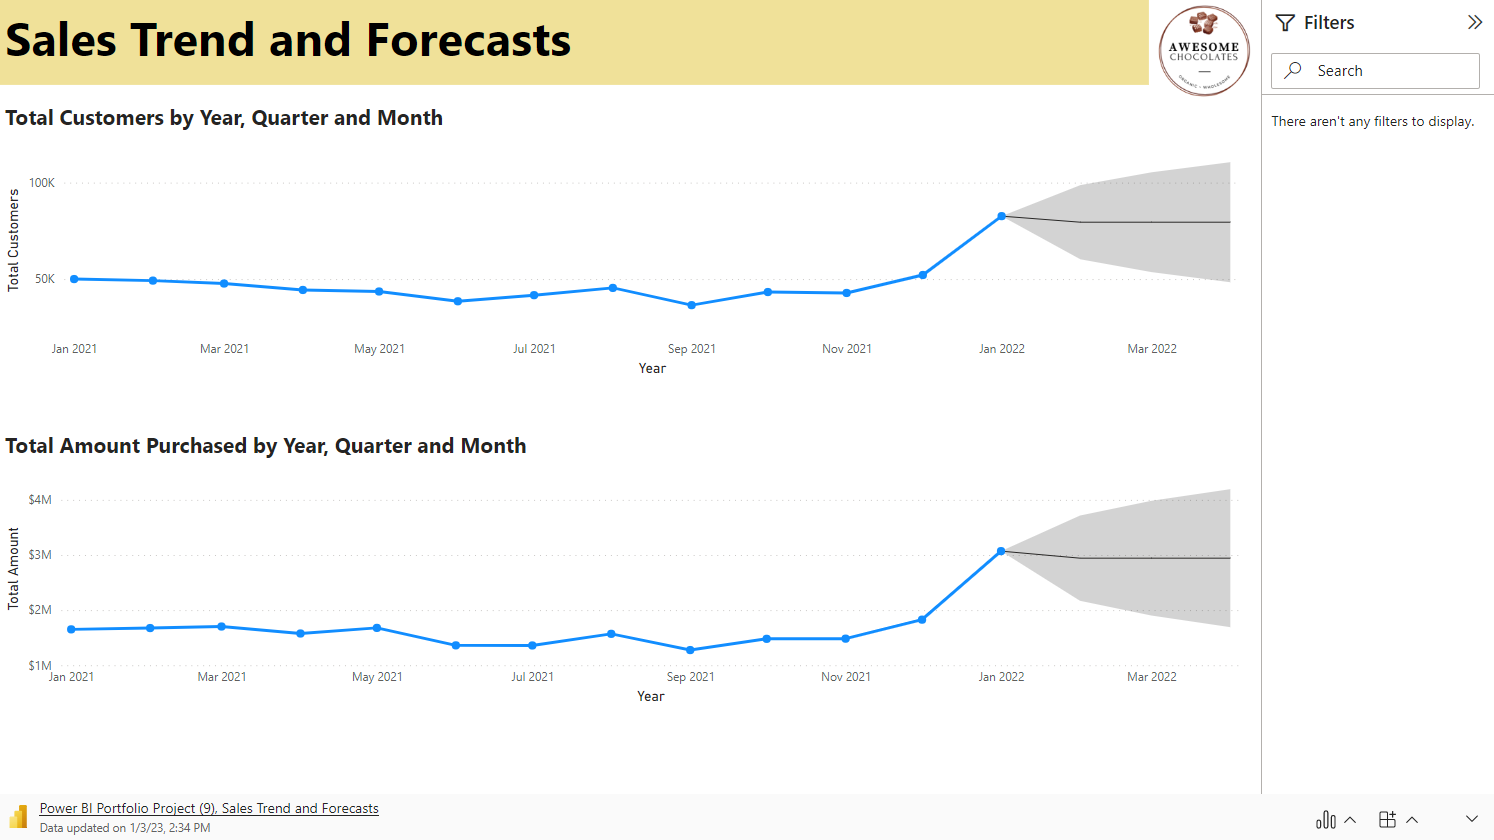 Sales Trend and Forecasts
AWESOME
CHOCOLATES
ORGANIC • WHOLESOME
Filters
Search
There aren't any filters to display.
Total Customers by Year, Quarter and Month
Total Customers
100K
50K
Jan 2021
Mar 2021
May 2021
Jul 2021
Sep 2021
Nov 2021
Jan 2022
Mar 2022
Year
Total Amount Purchased by Year, Quarter and Month
Total Amount
$4M
$3M
$2M
$1M
Jan 2021
Mar 2021
May 2021
Jul 2021
Sep 2021
Nov 2021
Jan 2022
Mar 2022
Year
Power BI Portfolio Project (9), Sales Trend and Forecasts
Data updated on 1/3/23, 2:34 PM